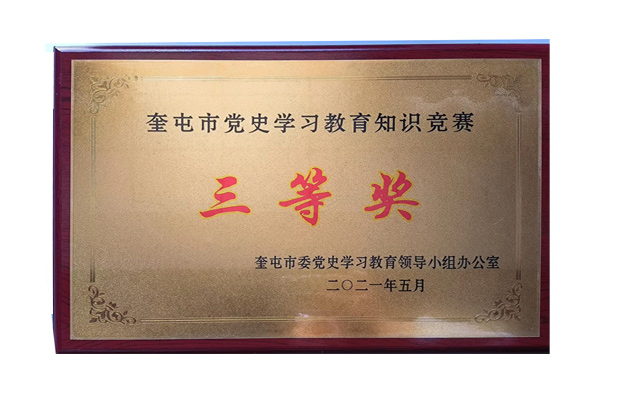 奎屯市党史学习教育知识竞赛
三等奖
奎屯市委党史学习教育领导小组办公室
二〇二一年五月